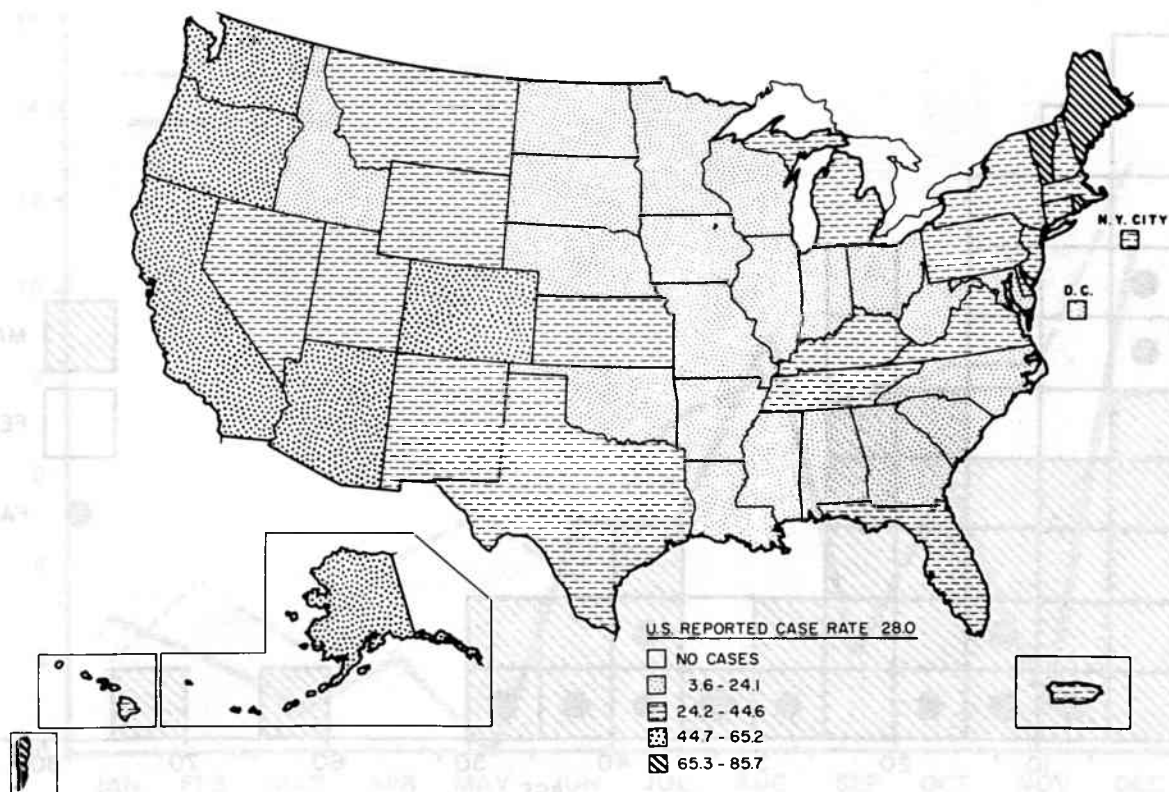 N.Y. CITY
D.C.
U.S. REPORTED CASE RATE 28.0
NO CASES
3.6 - 24.1
24.2 - 44.6
44.7 - 65.2
65.3 - 85.7